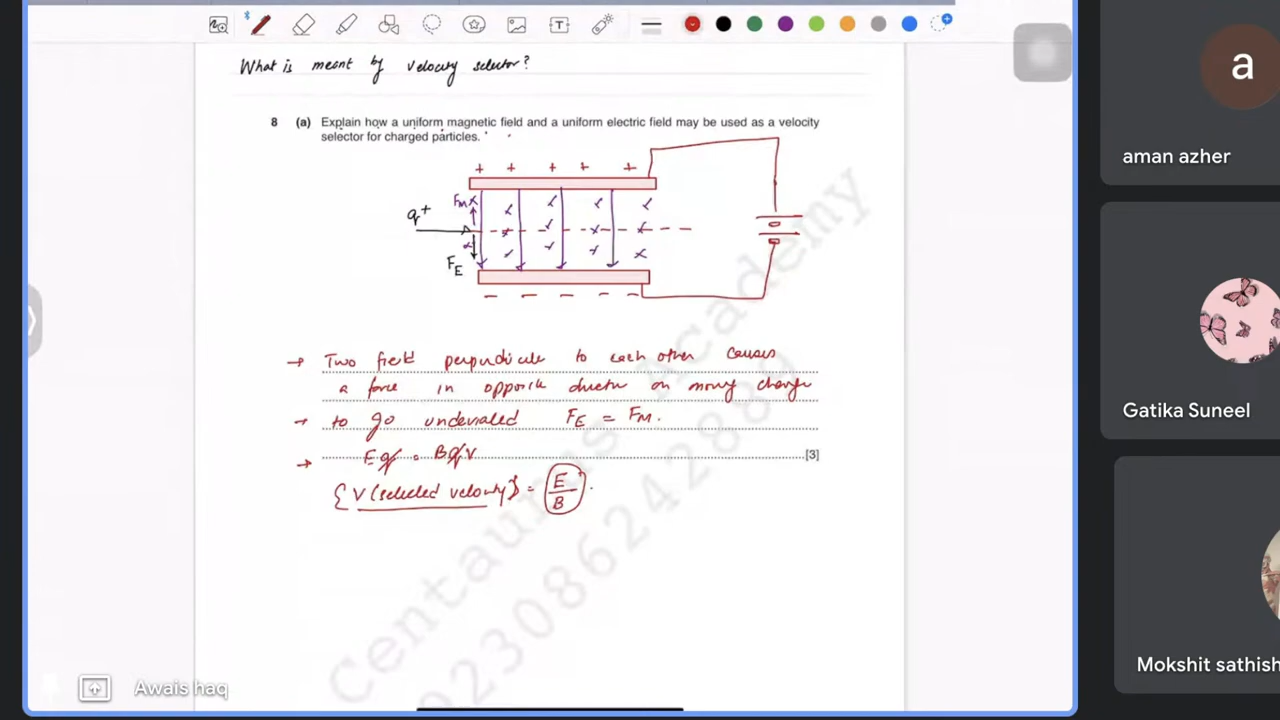 What is meant by velocity selector?
8 (a) Explain how a uniform magnetic field and a uniform electric field may be used as a velocity
selector for charged particles.
+ + + + +
FM
q+
FE
− − − − −
→ Two field perpendicular to each other causes
a force in opposite direction on moving charge
→ to go undeviated FE = FM.
→ Eq = BqV
[3]
{V (selected velocity)} = E/B
Centaurus Academy
02308624288
Awais haq
a
aman azher
Gatika Suneel
Mokshit sathish